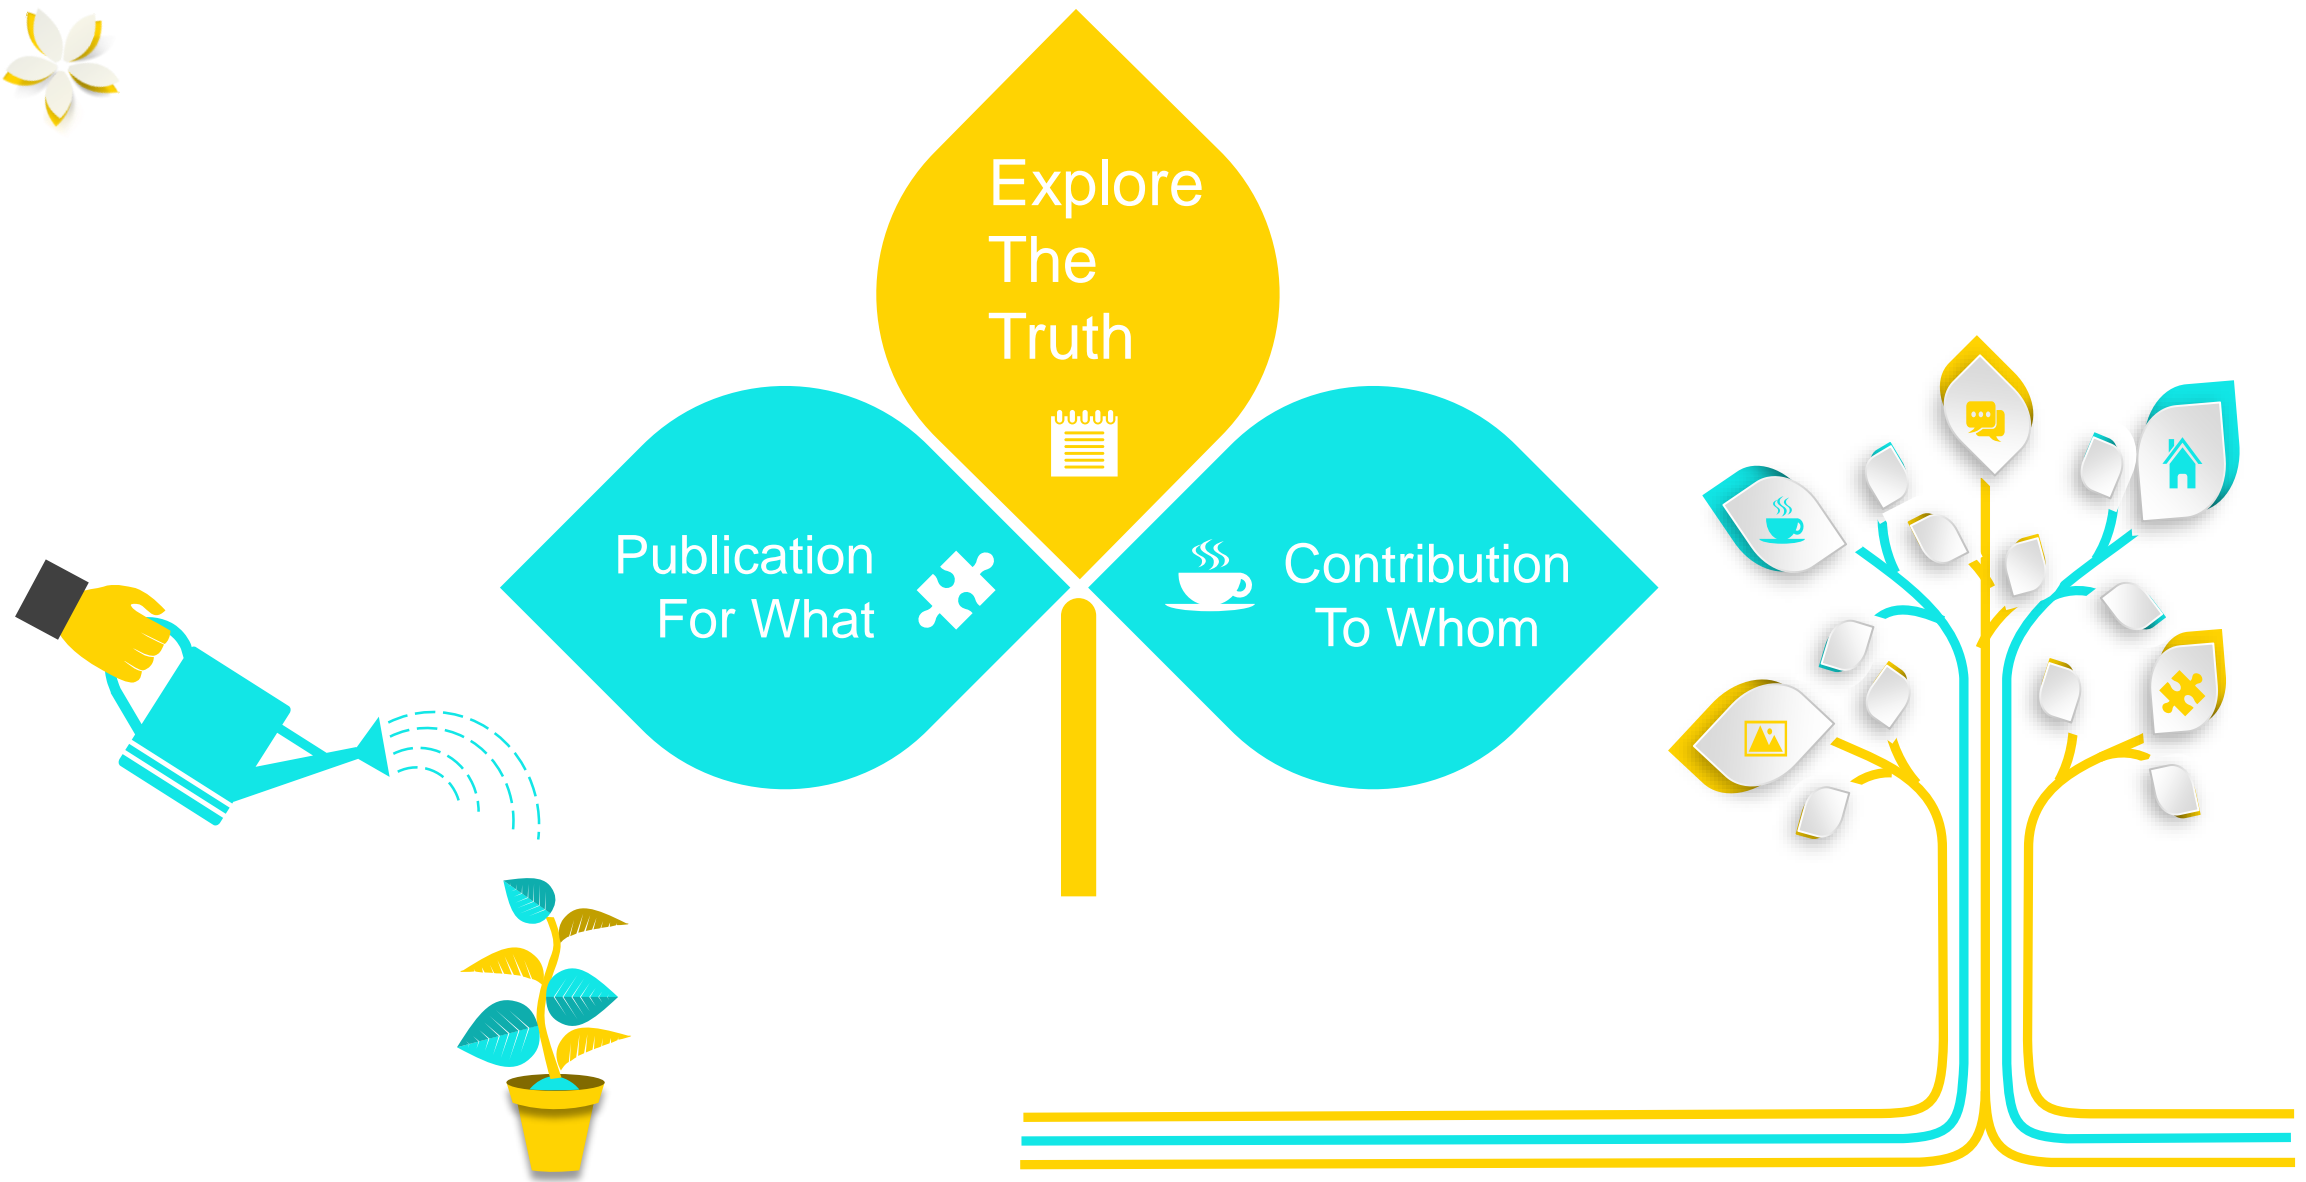 Explore
The
Truth
Publication
For What
Contribution
To Whom